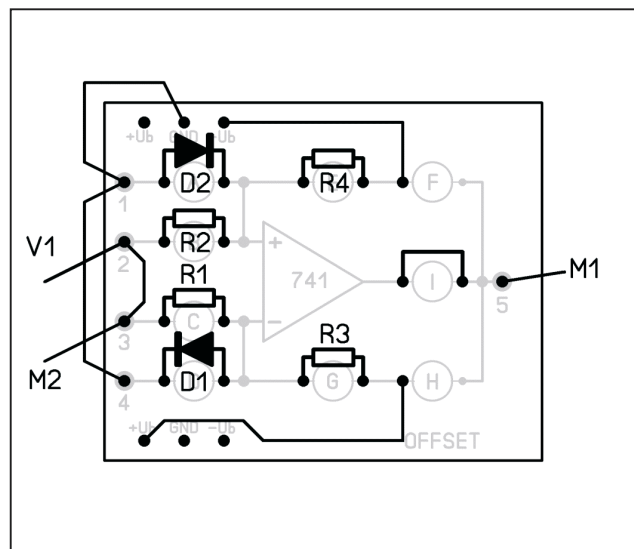 +Ub GND -Ub
D2
R4
F
1
R2
V1
2
+
741
I
M1
5
R1
C
3
-
R3
M2
D1
G
H
4
+Ub GND -Ub
OFFSET